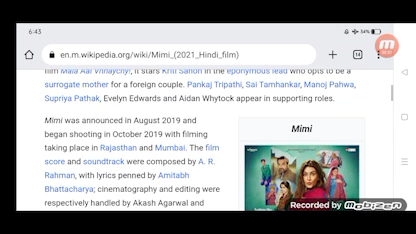 6:43
54%
en.m.wikipedia.org/wiki/Mimi_(2021_Hindi_film)
14
film Mala Aai Vhhaychy!, it stars Kriti Sanon in the eponymous lead who opts to be a
surrogate mother for a foreign couple. Pankaj Tripathi, Sai Tamhankar, Manoj Pahwa,
Supriya Pathak, Evelyn Edwards and Aidan Whytock appear in supporting roles.
Mimi was announced in August 2019 and
began shooting in October 2019 with filming
taking place in Rajasthan and Mumbai. The
film score and soundtrack were composed by A. R.
Rahman, with lyrics penned by Amitabh
Bhattacharya; cinematography and editing were
respectively handled by Akash Agarwal and
Mimi
Recorded by mobizen